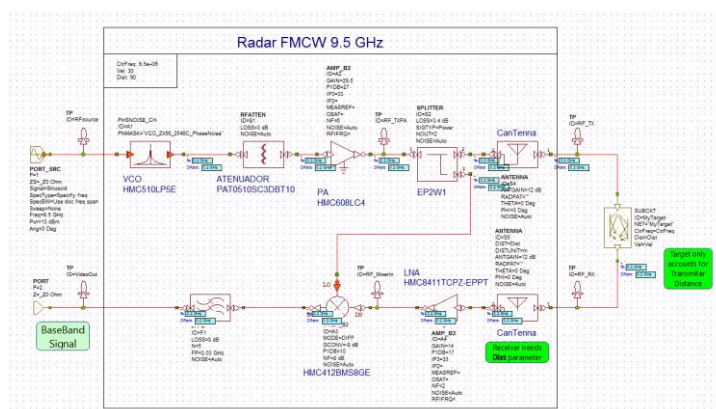 Radar FMCW 9.5 GHz
CtrFreq: 9.5e+09
Vel: 30
Dist: 90
TP
ID=RFsource
PHSNOISE_CH
ID=A1
VCO
HMC510LP5E
RFATTEN
ID=S1
LOSS=3 dB
NOISE=Auto
ATENUADOR
PAT0510SC3DBT10
AMP_B2
ID=A2
GAIN=29.5
P1DB=27
IP3=33
IP2=
MEASREF=
OSAT=
NF=6
NOISE=Auto
RFIFRQ=
PA
HMC608LC4
TP
ID=RF_TXPA
SPLITTER
ID=S2
LOSS=3.4 dB
SIGTYP=Power
NOUT=2
NOISE=Auto
EP2W1
CanTenna
ANTENNA
ID=S4
ANTGAIN=12 dB
RADPAT=""
THETA=0 Deg
PHI=0 Deg
NOISE=Auto
TP
ID=RF_TX
PORT_SRC
P=1
Z=_Z0 Ohm
Signal=Sinusoid
SpecType=Specify freq
SpecBW=Use doc freq span
Sweep=None
Freq=9.5 GHz
Pwr=13 dBm
Ang=0 Deg
SUBCKT
ID=MyTarget
NET="MyTarget"
CtrFreq=CtrFreq
Dist=Dist
Vel=Vel
Target only
accounts for
Transmiter
Distance
ANTENNA
ID=S5
DIST=Dist
DISTUNIT=m
ANTGAIN=12 dB
RADPAT=""
THETA=0 Deg
PHI=0 Deg
NOISE=Auto
PORT
P=2
Z=_Z0 Ohm
TP
ID=VideoOut
BaseBand
Signal
ID=F1
LOSS=0 dB
N=5
FP=0.03 GHz
NOISE=Auto
LO
IN
ID=A3
MODE=DIFF
GCONV=-8 dB
P1DB=10
NF=8 dB
NOISE=Auto
HMC412BMS8GE
TP
ID=RF_MixerIn
LNA
HMC8411TCPZ-EPPT
AMP_B2
ID=A4
GAIN=14
P1DB=17
IP3=33
IP2=
MEASREF=
OSAT=
NF=2
NOISE=Auto
RFIFRQ=
CanTenna
Receiver needs
Dist parameter
TP
ID=RF_RX